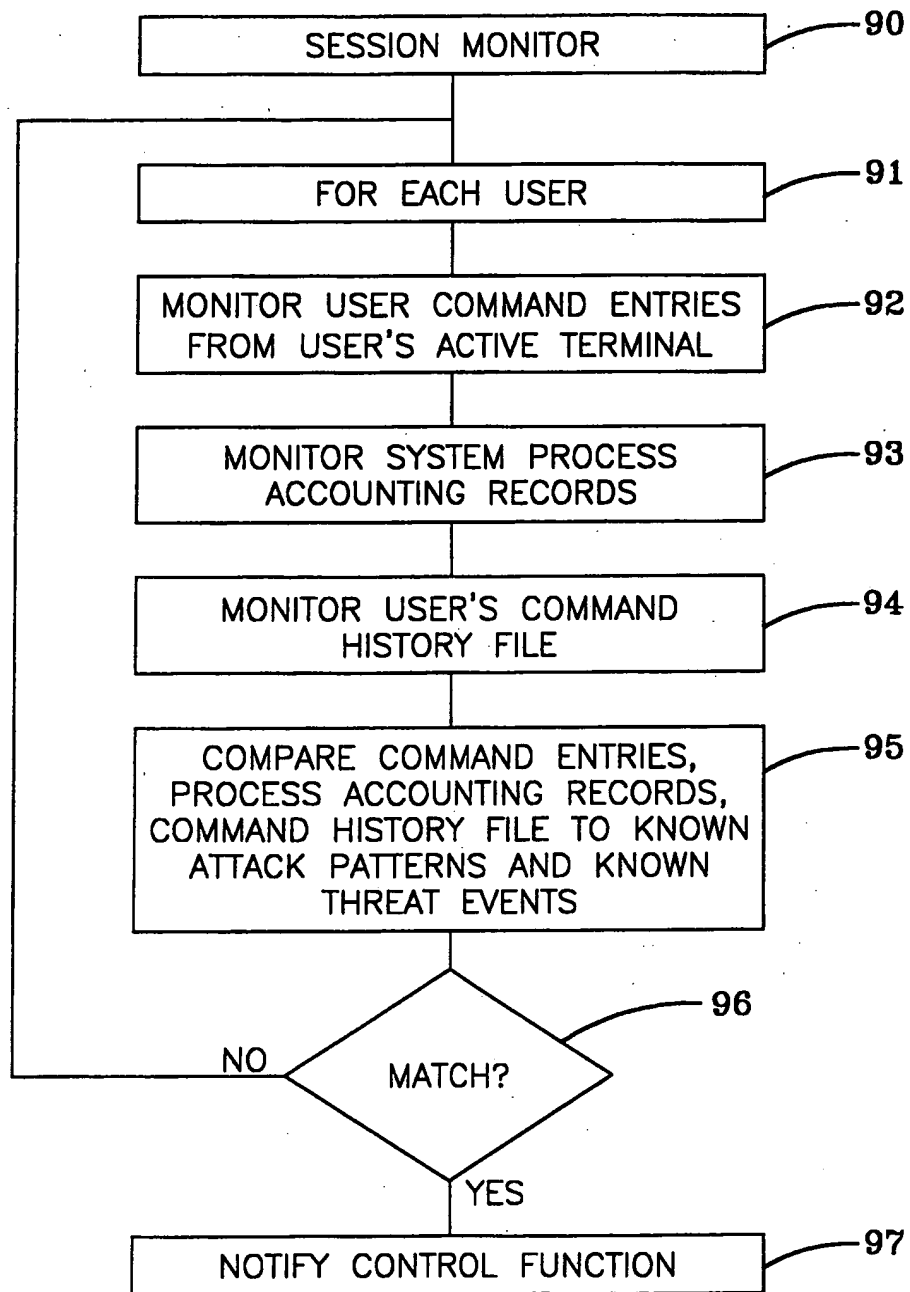 SESSION MONITOR
90
FOR EACH USER
91
MONITOR USER COMMAND ENTRIES
FROM USER'S ACTIVE TERMINAL
92
MONITOR SYSTEM PROCESS
ACCOUNTING RECORDS
93
MONITOR USER'S COMMAND
HISTORY FILE
94
COMPARE COMMAND ENTRIES,
PROCESS ACCOUNTING RECORDS,
COMMAND HISTORY FILE TO KNOWN
ATTACK PATTERNS AND KNOWN
THREAT EVENTS
95
96
NO
MATCH?
YES
NOTIFY CONTROL FUNCTION
97